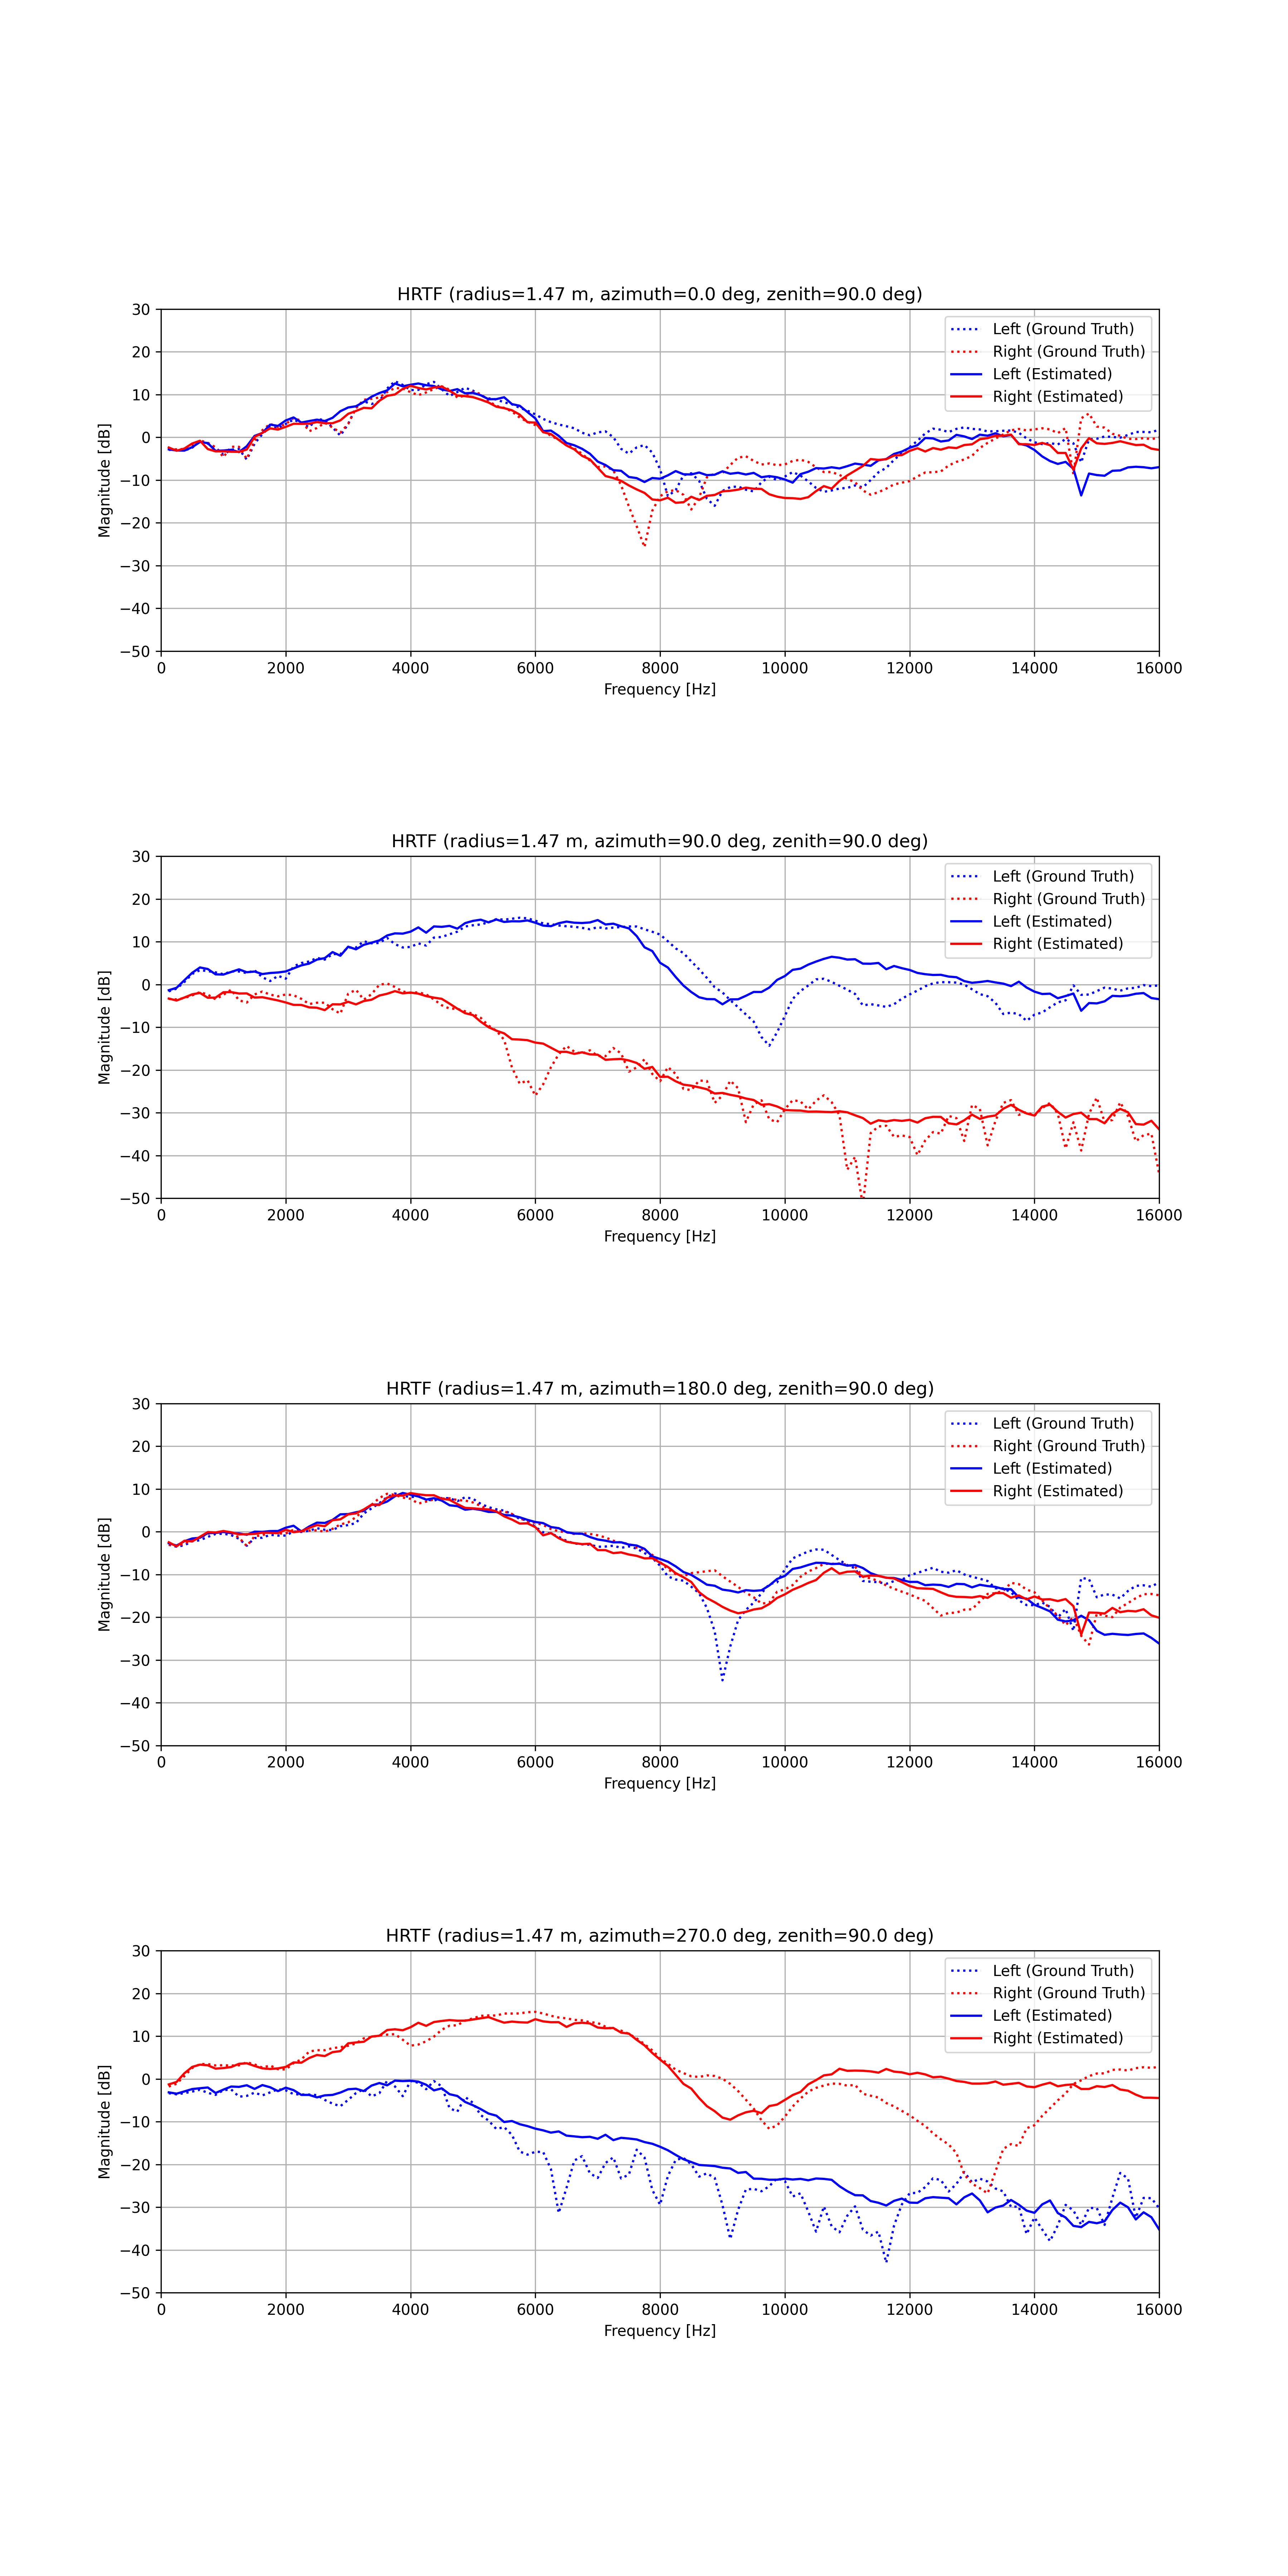 HRTF (radius=1.47 m, azimuth=0.0 deg, zenith=90.0 deg)
30
20
10
0
−10
−20
−30
−40
−50
Magnitude [dB]
Left (Ground Truth)
Right (Ground Truth)
Left (Estimated)
Right (Estimated)
0 2000 4000 6000 8000 10000 12000 14000 16000
Frequency [Hz]
HRTF (radius=1.47 m, azimuth=90.0 deg, zenith=90.0 deg)
30
20
10
0
−10
−20
−30
−40
−50
Magnitude [dB]
Left (Ground Truth)
Right (Ground Truth)
Left (Estimated)
Right (Estimated)
0 2000 4000 6000 8000 10000 12000 14000 16000
Frequency [Hz]
HRTF (radius=1.47 m, azimuth=180.0 deg, zenith=90.0 deg)
30
20
10
0
−10
−20
−30
−40
−50
Magnitude [dB]
Left (Ground Truth)
Right (Ground Truth)
Left (Estimated)
Right (Estimated)
0 2000 4000 6000 8000 10000 12000 14000 16000
Frequency [Hz]
HRTF (radius=1.47 m, azimuth=270.0 deg, zenith=90.0 deg)
30
20
10
0
−10
−20
−30
−40
−50
Magnitude [dB]
Left (Ground Truth)
Right (Ground Truth)
Left (Estimated)
Right (Estimated)
0 2000 4000 6000 8000 10000 12000 14000 16000
Frequency [Hz]